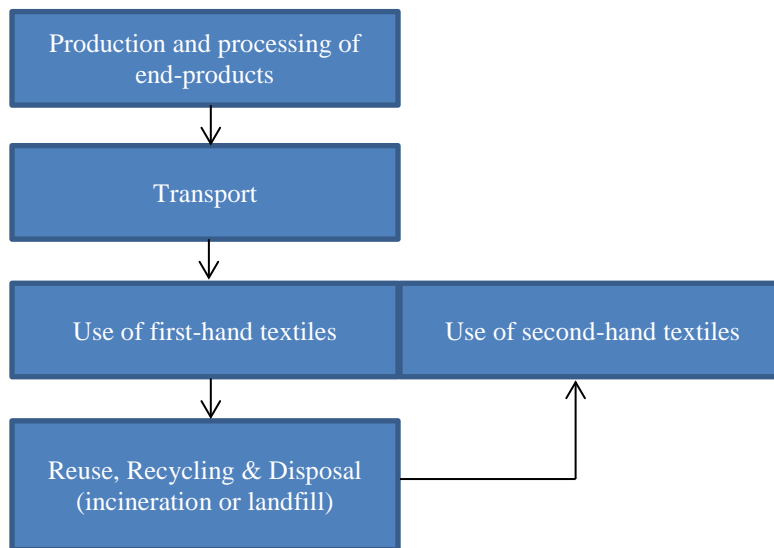 Production and processing of
end-products
Transport
Use of first-hand textiles
Use of second-hand textiles
Reuse, Recycling & Disposal
(incineration or landfill)